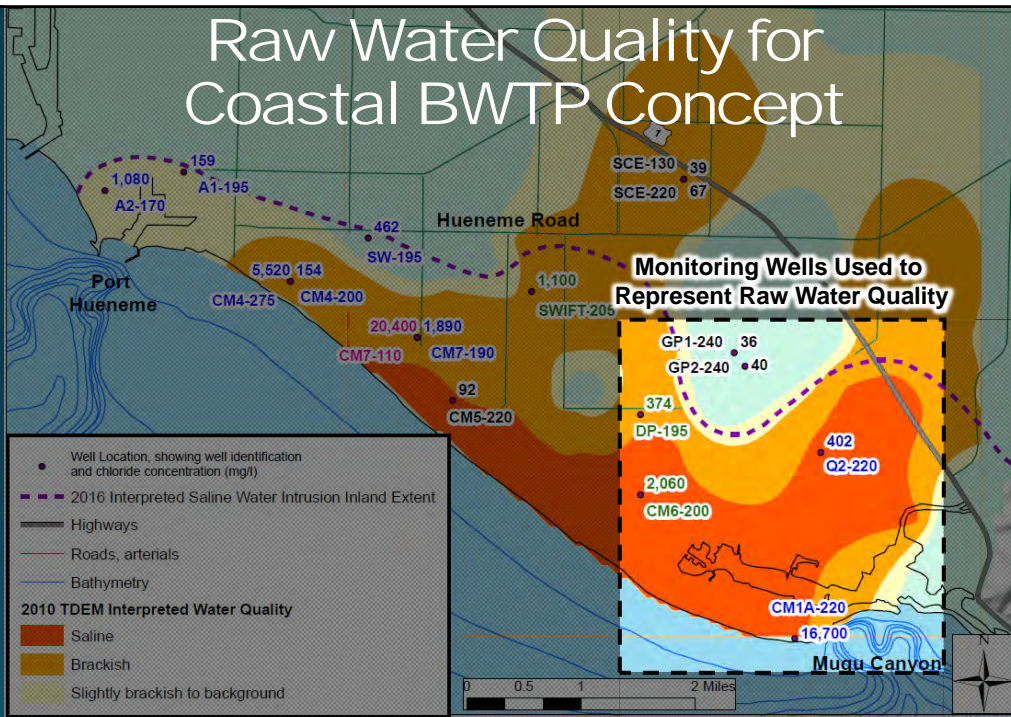 Raw Water Quality for
Coastal BWTP Concept
1
159
A1-195
1,080
A2-170
SCE-130 39
SCE-220 67
462
SW-195
Hueneme Road
Port
Hueneme
5,520 154
CM4-275 CM4-200
1,100
SWIFT-205
Monitoring Wells Used to
Represent Raw Water Quality
20,400 1,890
CM7-110 CM7-190
GP1-240 36
GP2-240 40
92
CM5-220
374
DP-195
402
Q2-220
2,060
CM6-200
CM1A-220
16,700
Mugu Canyon
Well Location, showing well identification
and chloride concentration (mg/l)
2016 Interpreted Saline Water Intrusion Inland Extent
Highways
Roads, arterials
Bathymetry
2010 TDEM Interpreted Water Quality
Saline
Brackish
Slightly brackish to background
0 0.5 1 2 Miles
N